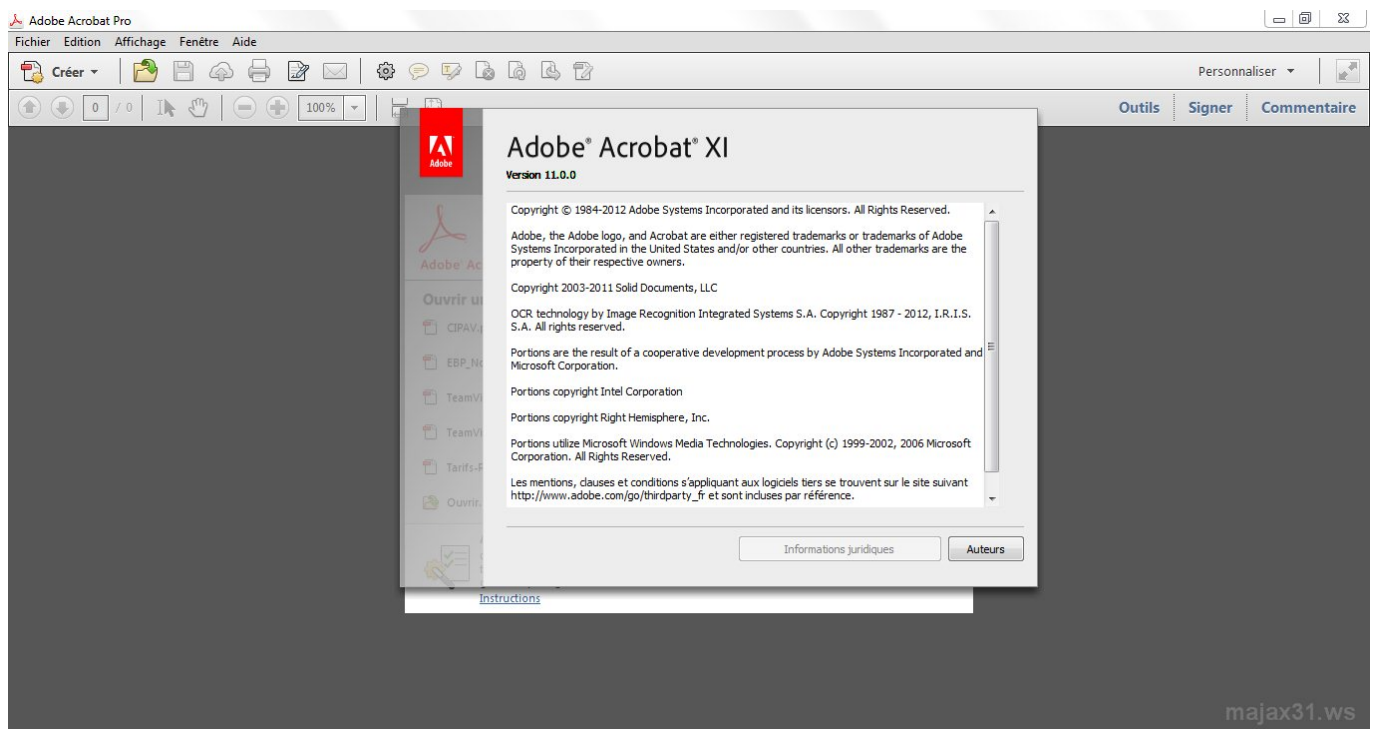 Adobe Acrobat Pro
Fichier Edition Affichage Fenêtre Aide
Créer
Personnaliser
0 / 0
100%
Outils Signer Commentaire
Adobe
Adobe® Acrobat® XI
Version 11.0.0
Copyright © 1984-2012 Adobe Systems Incorporated and its licensors. All Rights Reserved.
Adobe, the Adobe logo, and Acrobat are either registered trademarks or trademarks of Adobe
Systems Incorporated in the United States and/or other countries. All other trademarks are the
property of their respective owners.
Copyright 2003-2011 Solid Documents, LLC
OCR technology by Image Recognition Integrated Systems S.A. Copyright 1987 - 2012, I.R.I.S.
S.A. All rights reserved.
Portions are the result of a cooperative development process by Adobe Systems Incorporated and
Microsoft Corporation.
Portions copyright Intel Corporation
Portions copyright Right Hemisphere, Inc.
Portions utilize Microsoft Windows Media Technologies. Copyright (c) 1999-2002, 2006 Microsoft
Corporation. All Rights Reserved.
Les mentions, clauses et conditions s'appliquant aux logiciels tiers se trouvent sur le site suivant
http://www.adobe.com/go/thirdparty_fr et sont incluses par référence.
Informations juridiques
Auteurs
Adobe® Ac
Ouvrir u
CIPAV.
EBP_No
TeamVi
TeamVi
Tarifs-
Ouvrir.
Instructions
majax31.ws